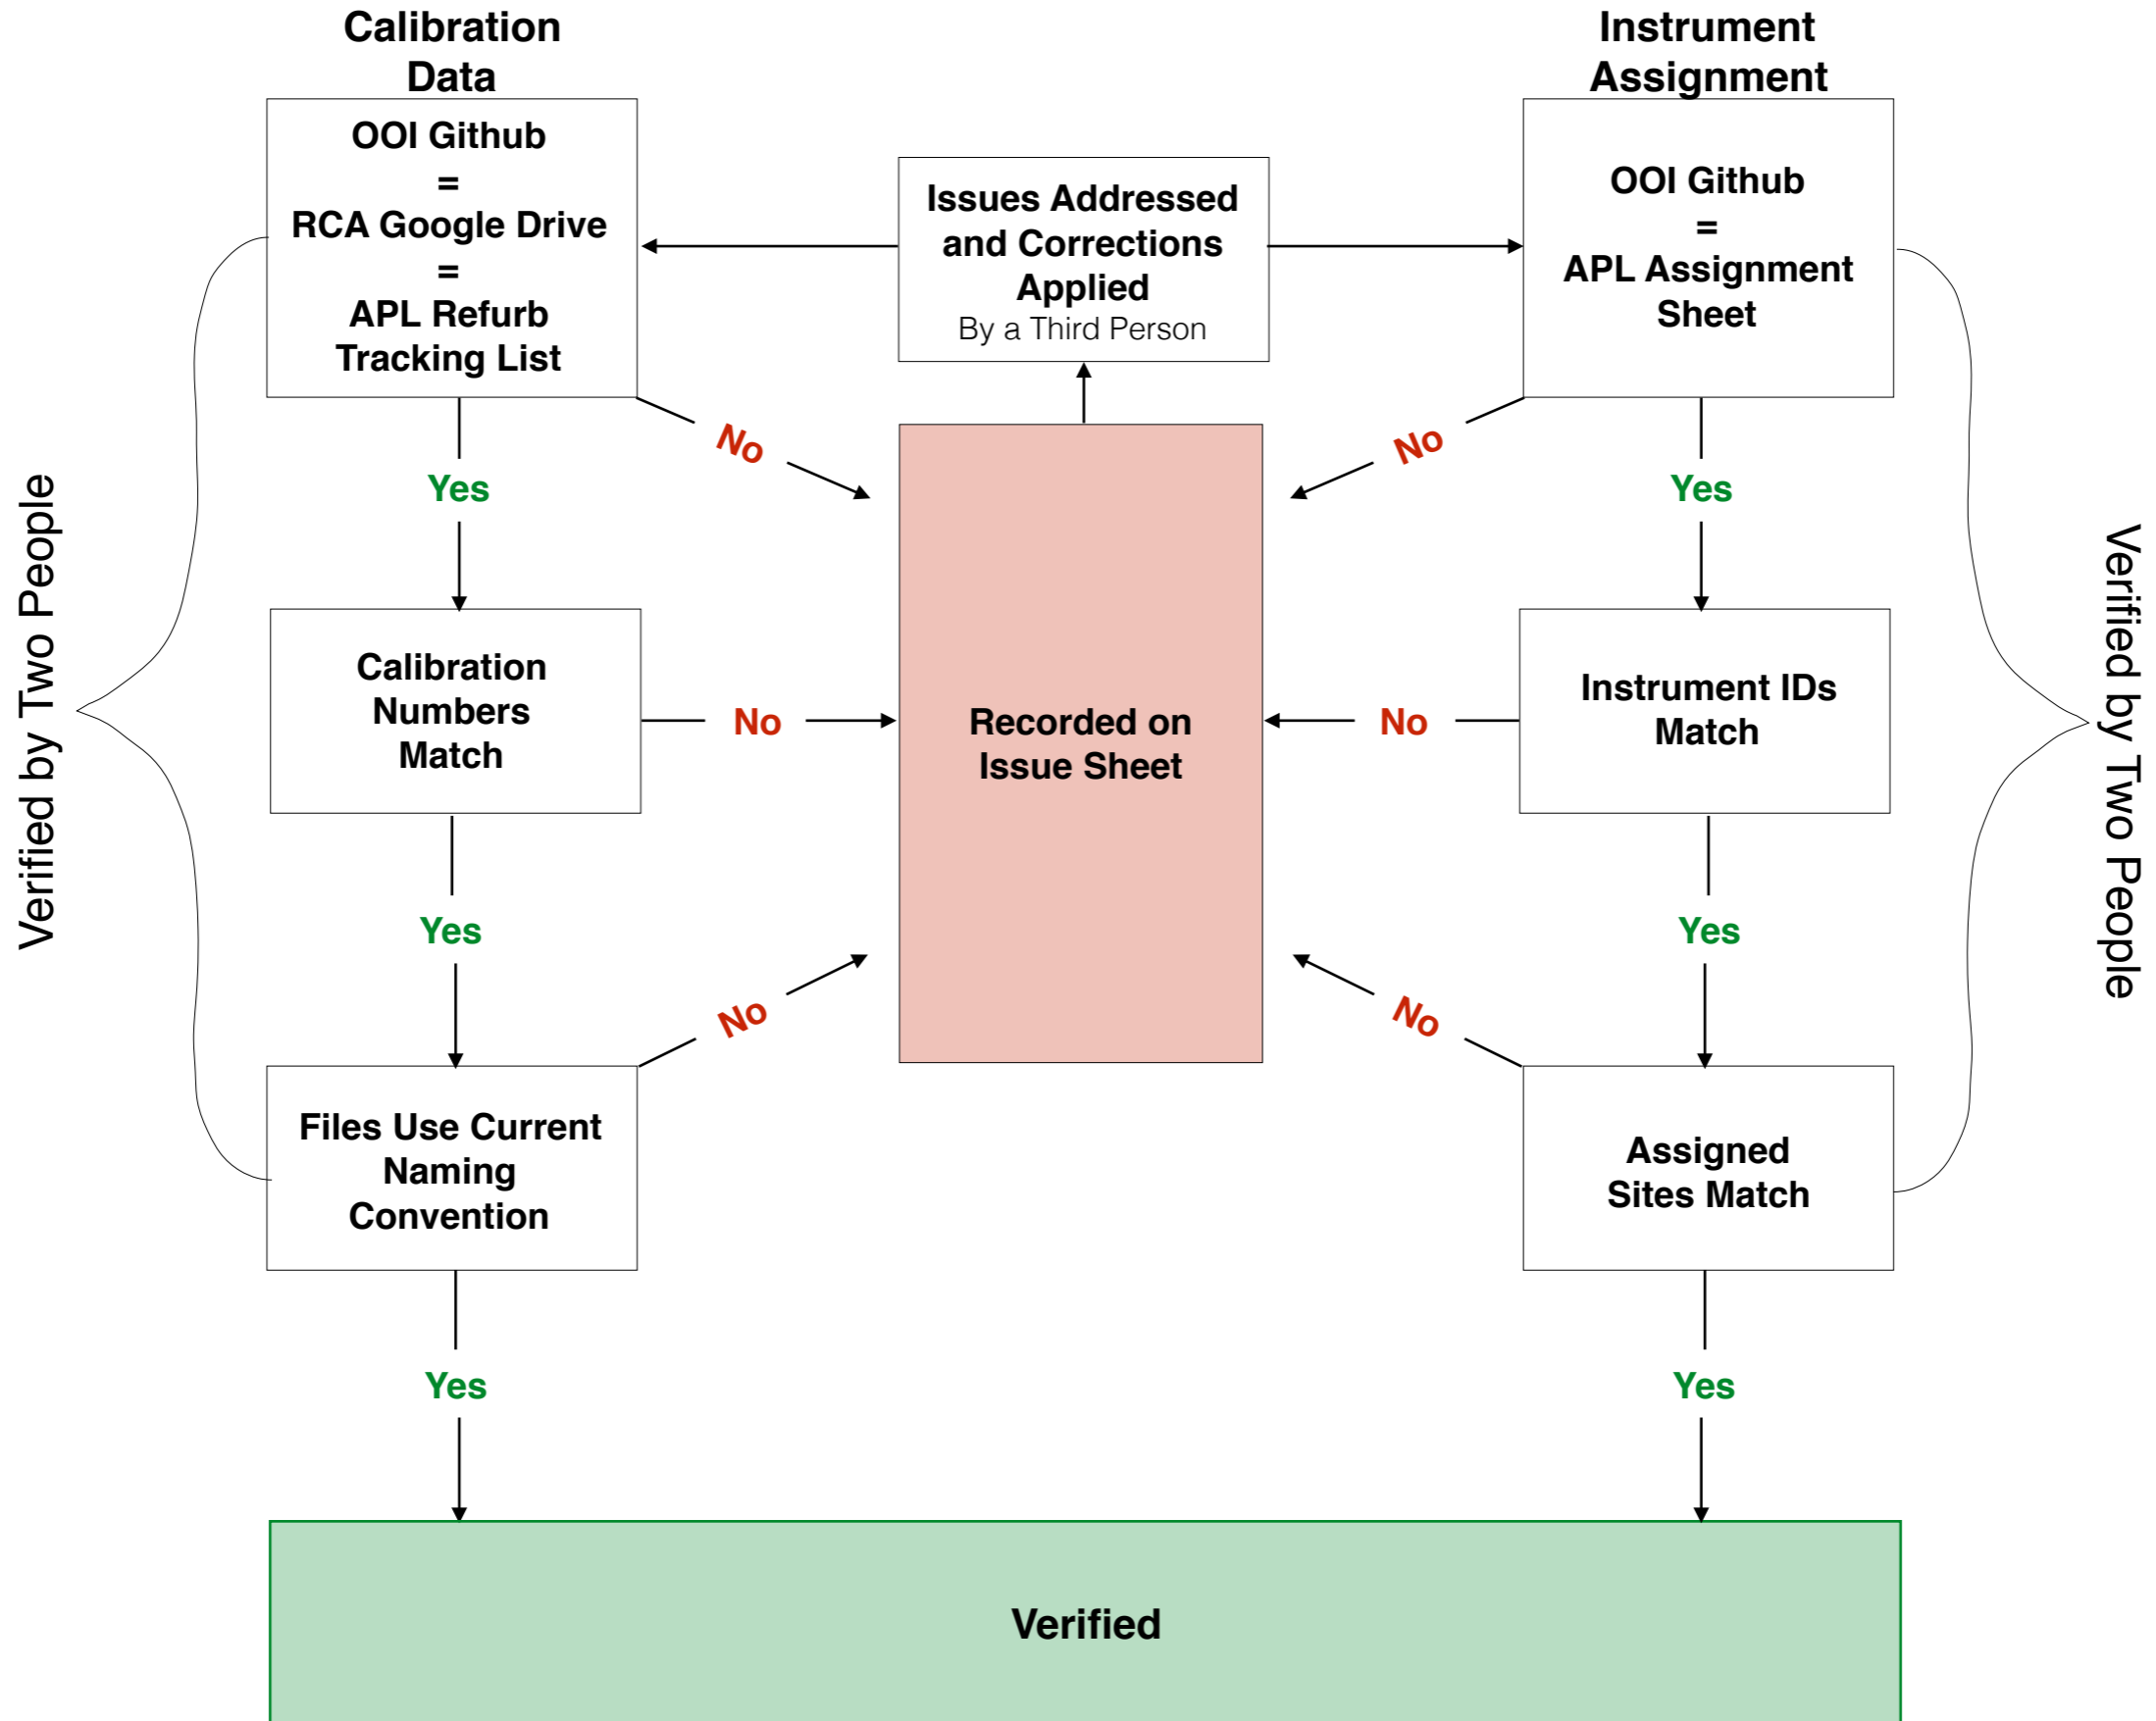 Calibration
Data
OOI Github
=
RCA Google Drive
=
APL Refurb
Tracking List
Issues Addressed
and Corrections
Applied
By a Third Person
Instrument
Assignment
OOI Github
=
APL Assignment
Sheet
No
No
Yes
Yes
Verified by Two People
Calibration
Numbers
Match
No
Recorded on
Issue Sheet
No
Instrument IDs
Match
Verified by Two People
Yes
Yes
No
No
Files Use Current
Naming
Convention
Assigned
Sites Match
Yes
Yes
Verified